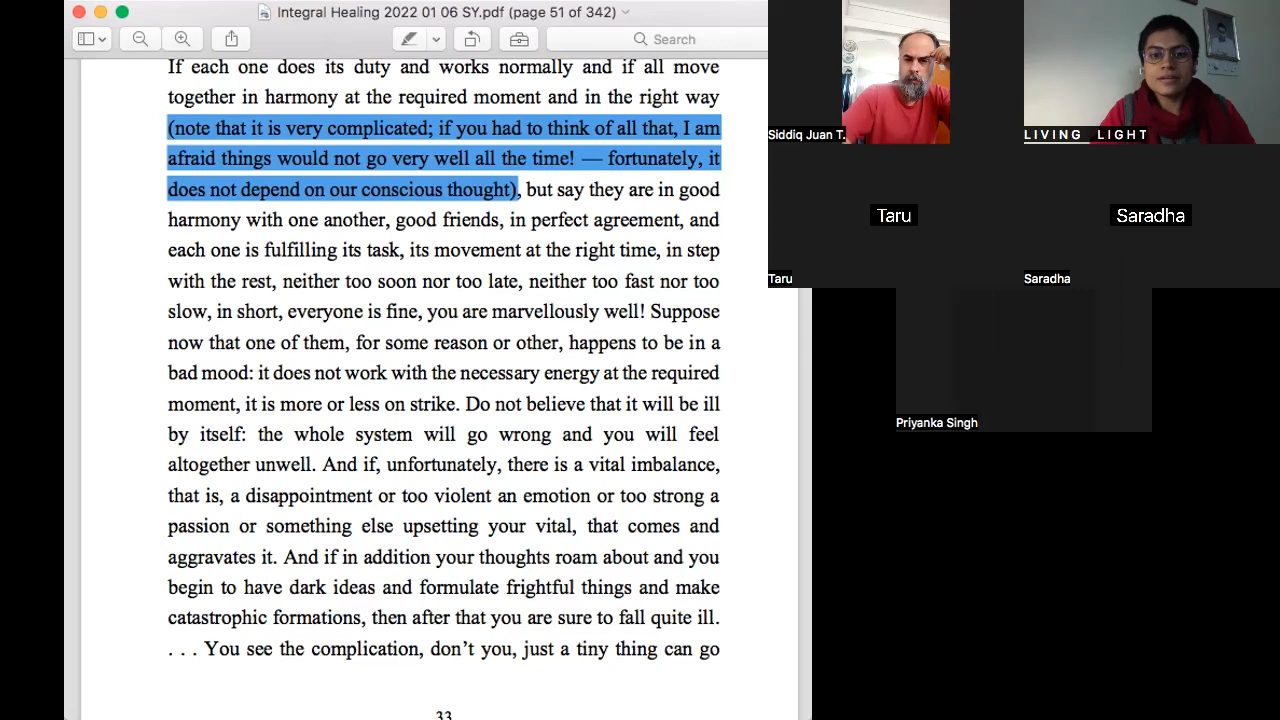 Integral Healing 2022 01 06 SY.pdf (page 51 of 342)
Search
If each one does its duty and works normally and if all move
together in harmony at the required moment and in the right way
(note that it is very complicated; if you had to think of all that, I am
afraid things would not go very well all the time! — fortunately, it
does not depend on our conscious thought), but say they are in good
harmony with one another, good friends, in perfect agreement, and
each one is fulfilling its task, its movement at the right time, in step
with the rest, neither too soon nor too late, neither too fast nor too
slow, in short, everyone is fine, you are marvellously well! Suppose
now that one of them, for some reason or other, happens to be in a
bad mood: it does not work with the necessary energy at the required
moment, it is more or less on strike. Do not believe that it will be ill
by itself: the whole system will go wrong and you will feel
altogether unwell. And if, unfortunately, there is a vital imbalance,
that is, a disappointment or too violent an emotion or too strong a
passion or something else upsetting your vital, that comes and
aggravates it. And if in addition your thoughts roam about and you
begin to have dark ideas and formulate frightful things and make
catastrophic formations, then after that you are sure to fall quite ill.
. . . You see the complication, don’t you, just a tiny thing can go
33
Siddiq Juan T.
LIVING LIGHT
Taru
Saradha
Taru
Saradha
Priyanka Singh